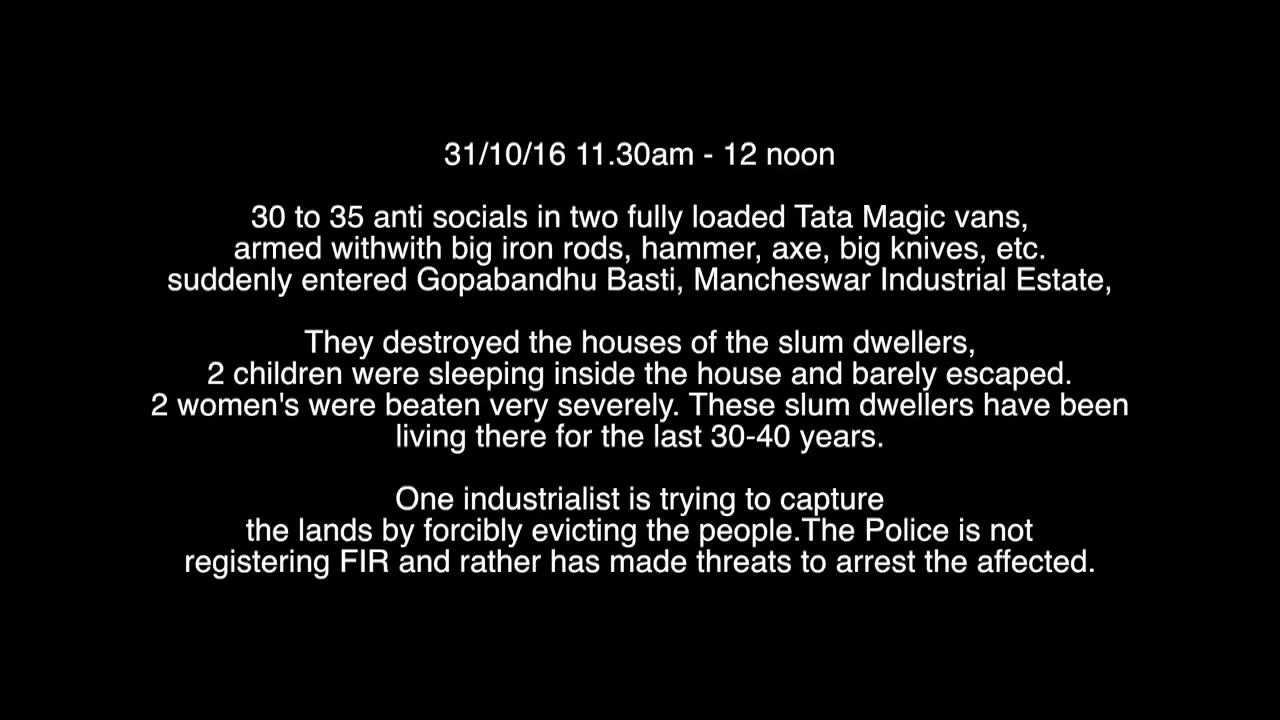 31/10/16 11.30am - 12 noon
30 to 35 anti socials in two fully loaded Tata Magic vans,
armed withwith big iron rods, hammer, axe, big knives, etc.
suddenly entered Gopabandhu Basti, Mancheswar Industrial Estate,
They destroyed the houses of the slum dwellers,
2 children were sleeping inside the house and barely escaped.
2 women's were beaten very severely. These slum dwellers have been
living there for the last 30-40 years.
One industrialist is trying to capture
the lands by forcibly evicting the people.The Police is not
registering FIR and rather has made threats to arrest the affected.